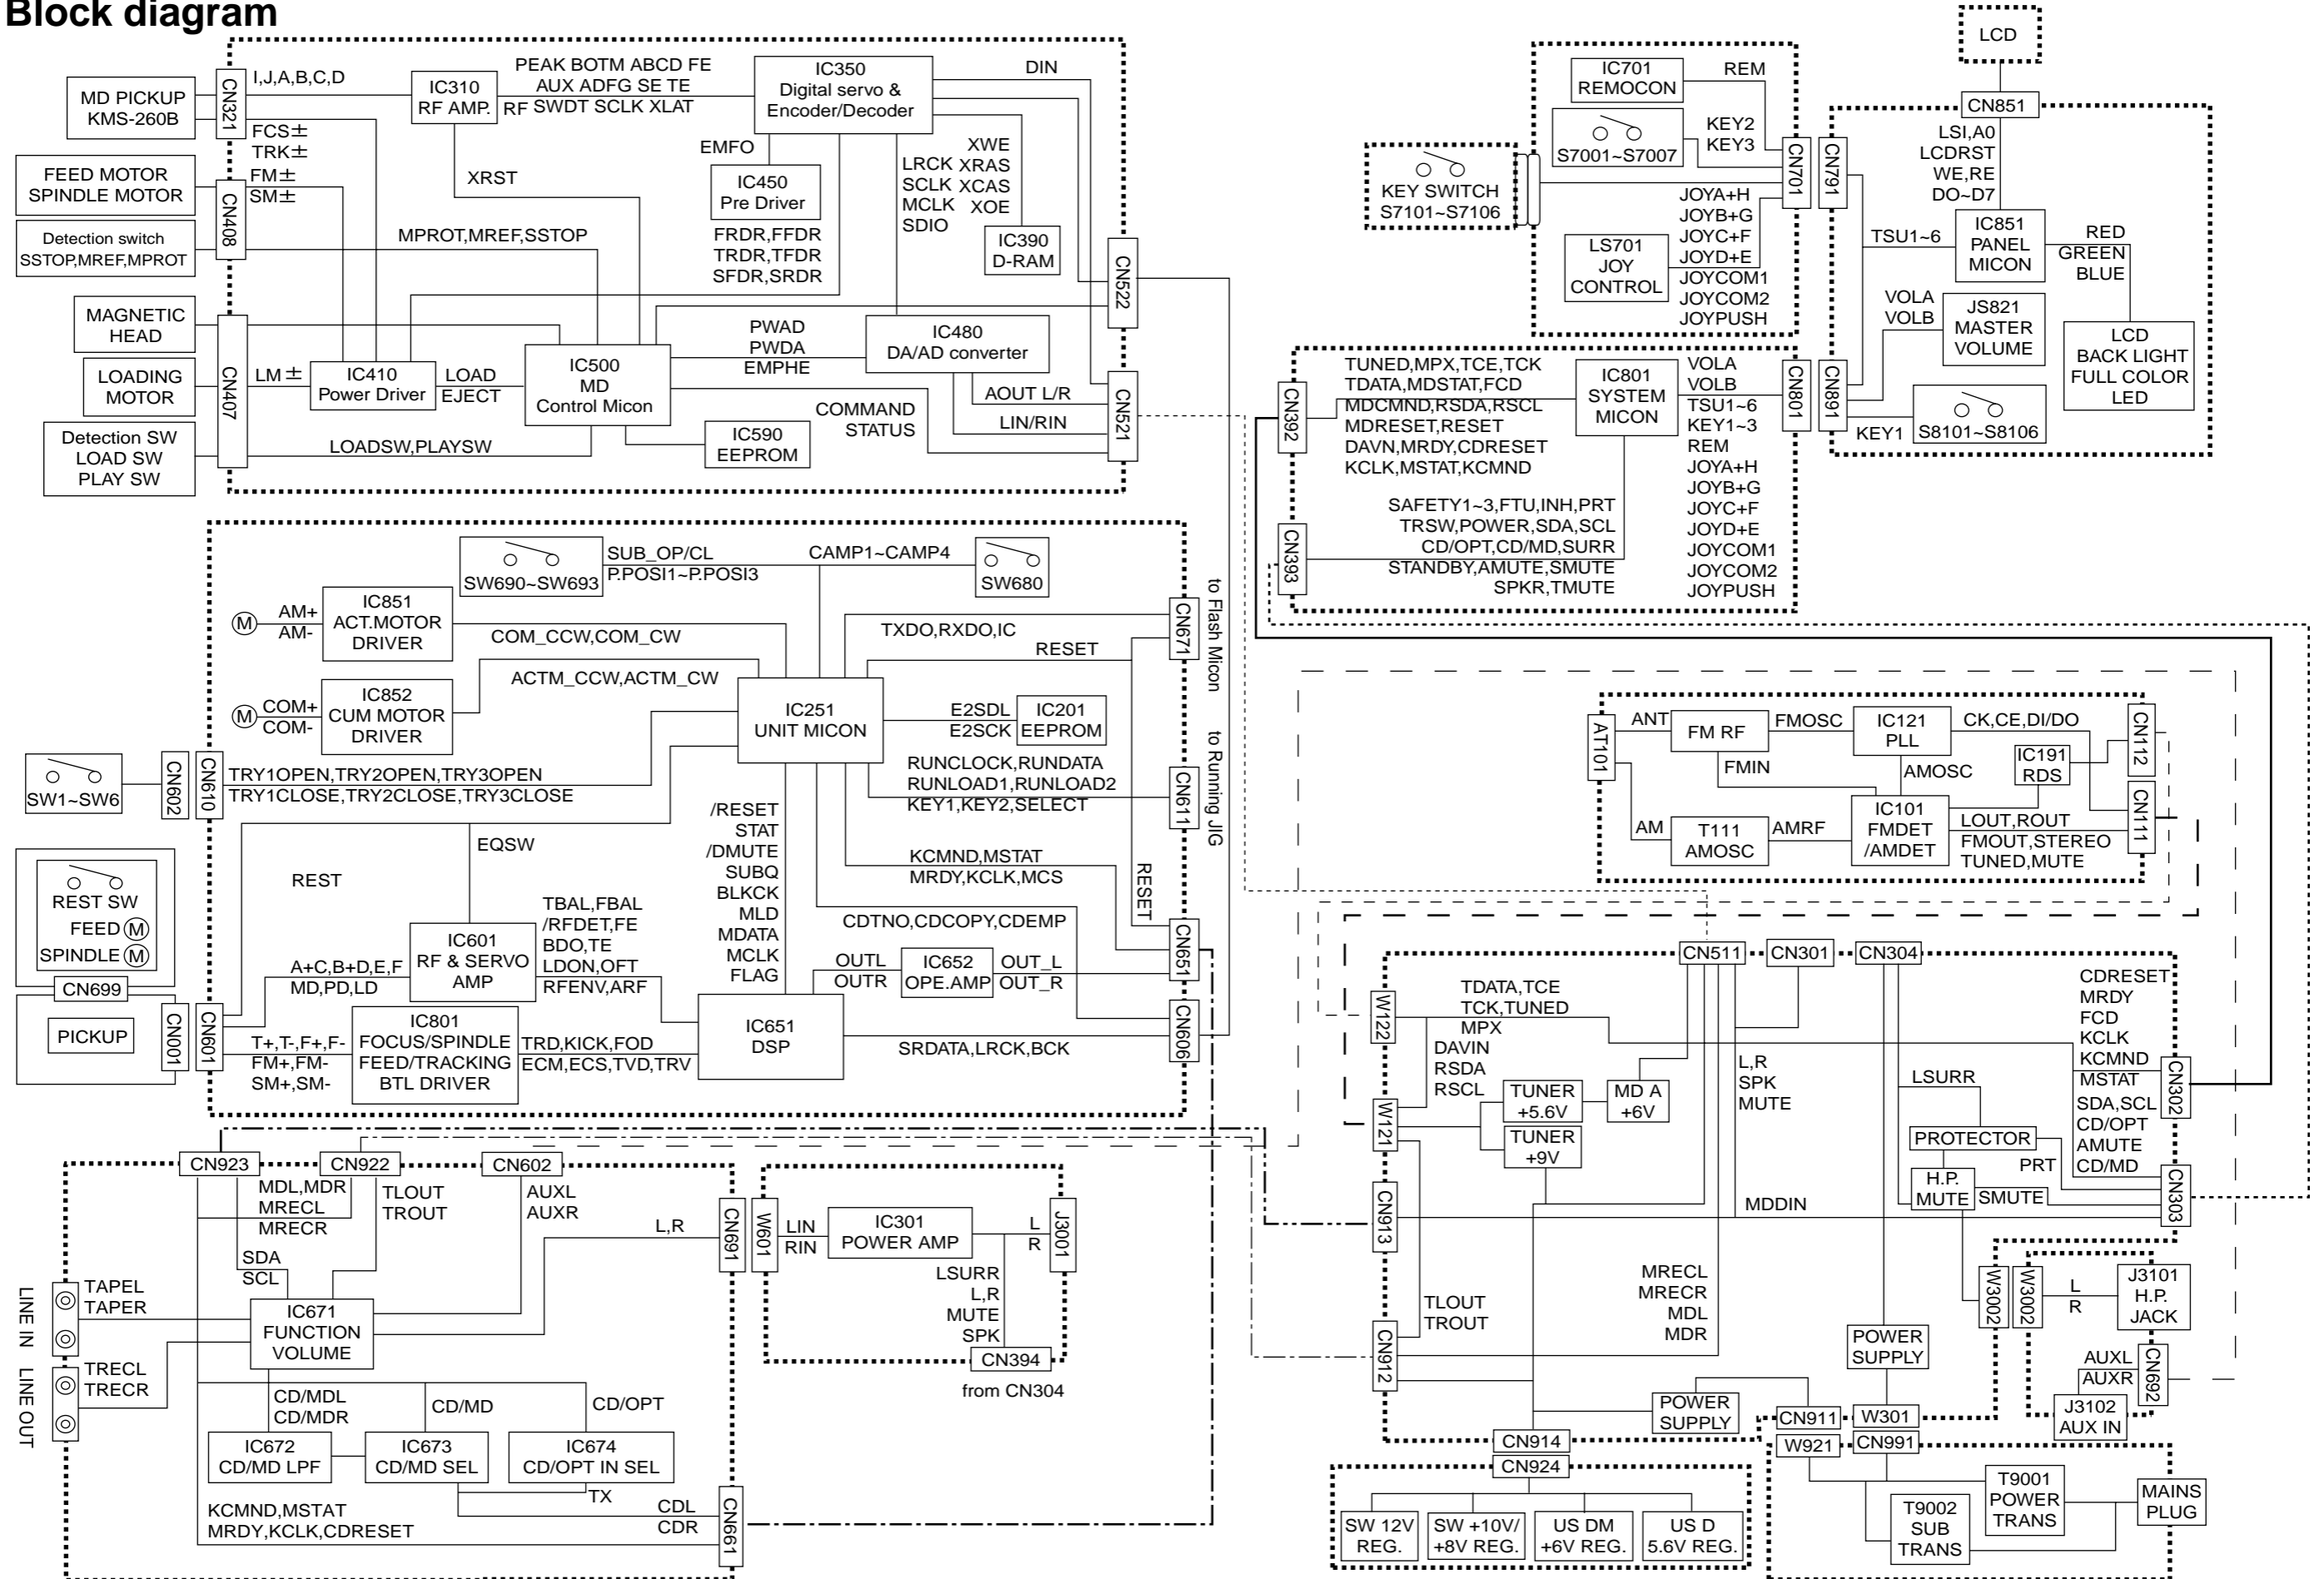 Block diagram
MD PICKUP
KMS-260B
FEED MOTOR
SPINDLE MOTOR
Detection switch
SSTOP,MREF,MPROT
MAGNETIC
HEAD
LOADING
MOTOR
Detection SW
LOAD SW
PLAY SW
CN321
CN408
CN407
I,J,A,B,C,D
FCS±
TRK±
FM±
SM±
LM±
IC310
RF AMP.
PEAK BOTM ABCD FE
AUX ADFG SE TE
RF SWDT SCLK XLAT
IC350
Digital servo &
Encoder/Decoder
DIN
XRST
EMFO
IC450
Pre Driver
FRDR,FFDR
TRDR,TFDR
SFDR,SRDR
LRCK
SCLK
MCLK
SDIO
XWE
XRAS
XCAS
XOE
IC390
D-RAM
MPROT,MREF,SSTOP
IC410
Power Driver
LOAD
EJECT
IC500
MD
Control Micon
PWAD
PWDA
EMPHE
IC480
DA/AD converter
AOUT L/R
LIN/RIN
COMMAND
STATUS
IC590
EEPROM
LOADSW,PLAYSW
CN522
CN521
LCD
IC701
REMOCON
REM
S7001~S7007
KEY2
KEY3
KEY SWITCH
S7101~S7106
LS701
JOY
CONTROL
JOYA+H
JOYB+G
JOYC+F
JOYD+E
JOYCOM1
JOYCOM2
JOYPUSH
CN701
CN791
CN851
LSI,A0
LCDRST
WE,RE
DO~D7
IC851
PANEL
MICON
TSU1~6
RED
GREEN
BLUE
VOLA
VOLB
JS821
MASTER
VOLUME
LCD
BACK LIGHT
FULL COLOR
LED
KEY1
S8101~S8106
CN891
CN801
CN392
CN393
TUNED,MPX,TCE,TCK
TDATA,MDSTAT,FCD
MDCMND,RSDA,RSCL
MDRESET,RESET
DAVN,MRDY,CDRESET
KCLK,MSTAT,KCMND
IC801
SYSTEM
MICON
VOLA
VOLB
TSU1~6
KEY1~3
REM
JOYA+H
JOYB+G
JOYC+F
JOYD+E
JOYCOM1
JOYCOM2
JOYPUSH
SAFETY1~3,FTU,INH,PRT
TRSW,POWER,SDA,SCL
CD/OPT,CD/MD,SURR
STANDBY,AMUTE,SMUTE
SPKR,TMUTE
SW690~SW693
SUB_OP/CL
P.POSI1~P.POSI3
CAMP1~CAMP4
SW680
M
AM+
AM-
IC851
ACT.MOTOR
DRIVER
COM_CCW,COM_CW
M
COM+
COM-
IC852
CUM MOTOR
DRIVER
ACTM_CCW,ACTM_CW
TXDO,RXDO,IC
RESET
CN671
to Flash Micon
IC251
UNIT MICON
E2SDL
E2SCK
IC201
EEPROM
SW1~SW6
CN602
CN610
TRY1OPEN,TRY2OPEN,TRY3OPEN
TRY1CLOSE,TRY2CLOSE,TRY3CLOSE
RUNCLOCK,RUNDATA
RUNLOAD1,RUNLOAD2
KEY1,KEY2,SELECT
CN611
to Running JIG
EQSW
REST
/RESET
STAT
/DMUTE
SUBQ
BLKCK
MLD
MDATA
MCLK
FLAG
KCMND,MSTAT
MRDY,KCLK,MCS
RESET
CDTNO,CDCOPY,CDEMP
REST SW
FEED M
SPINDLE M
CN699
PICKUP
CN001
CN601
A+C,B+D,E,F
MD,PD,LD
IC601
RF & SERVO
AMP
TBAL,FBAL
/RFDET,FE
BDO,TE
LDON,OFT
RFENV,ARF
OUTL
OUTR
IC652
OPE.AMP
OUT_L
OUT_R
CN651
T+,T-,F+,F-
FM+,FM-
SM+,SM-
IC801
FOCUS/SPINDLE
FEED/TRACKING
BTL DRIVER
TRD,KICK,FOD
ECM,ECS,TVD,TRV
IC651
DSP
SRDATA,LRCK,BCK
CN606
AT101
ANT
FM RF
FMOSC
IC121
PLL
CK,CE,DI/DO
IC191
RDS
CN112
FMIN
AMOSC
AM
T111
AMOSC
AMRF
IC101
FMDET
/AMDET
LOUT,ROUT
FMOUT,STEREO
TUNED,MUTE
CN111
CN511
CN301
CN304
W122
TDATA,TCE
TCK,TUNED
MPX
DAVIN
RSDA
RSCL
TUNER
+5.6V
MD A
+6V
TUNER
+9V
W121
L,R
SPK
MUTE
LSURR
CDRESET
MRDY
FCD
KCLK
KCMND
MSTAT
SDA,SCL
CD/OPT
AMUTE
CD/MD
CN302
PROTECTOR
PRT
H.P.
MUTE
SMUTE
CN303
MDDIN
CN913
TLOUT
TROUT
CN912
MRECL
MRECR
MDL
MDR
POWER
SUPPLY
POWER
SUPPLY
W3002
W3002
L
R
J3101
H.P.
JACK
AUXL
AUXR
CN692
J3102
AUX IN
CN911
W301
CN914
W921
CN991
CN924
SW 12V
REG.
SW +10V/
+8V REG.
US DM
+6V REG.
US D
5.6V REG.
T9002
SUB
TRANS
T9001
POWER
TRANS
MAINS
PLUG
CN923
CN922
CN602
MDL,MDR
MRECL
MRECR
TLOUT
TROUT
AUXL
AUXR
SDA
SCL
L,R
CN691
LINE IN
TAPEL
TAPER
IC671
FUNCTION
VOLUME
LINE OUT
TRECL
TRECR
CD/MDL
CD/MDR
CD/MD
CD/OPT
IC672
CD/MD LPF
IC673
CD/MD SEL
IC674
CD/OPT IN SEL
TX
KCMND,MSTAT
MRDY,KCLK,CDRESET
CDL
CDR
CN661
W601
LIN
RIN
IC301
POWER AMP
L
R
J3001
LSURR
L,R
MUTE
SPK
CN394
from CN304